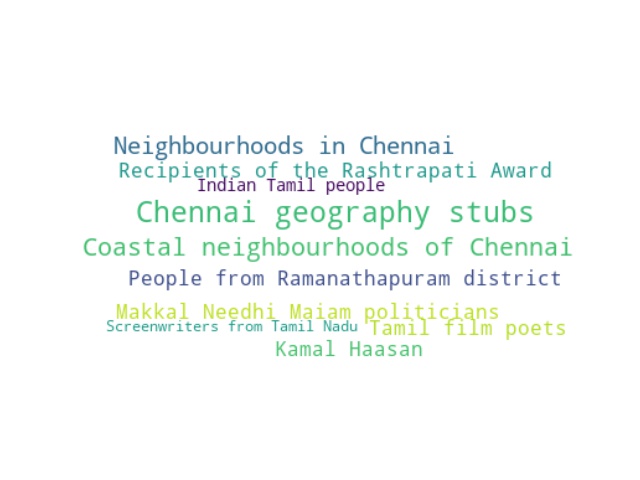 Neighbourhoods in Chennai
Recipients of the Rashtrapati Award
Indian Tamil people
Chennai geography stubs
Coastal neighbourhoods of Chennai
People from Ramanathapuram district
Makkal Needhi Maiam politicians
Screenwriters from Tamil Nadu
Tamil film poets
Kamal Haasan